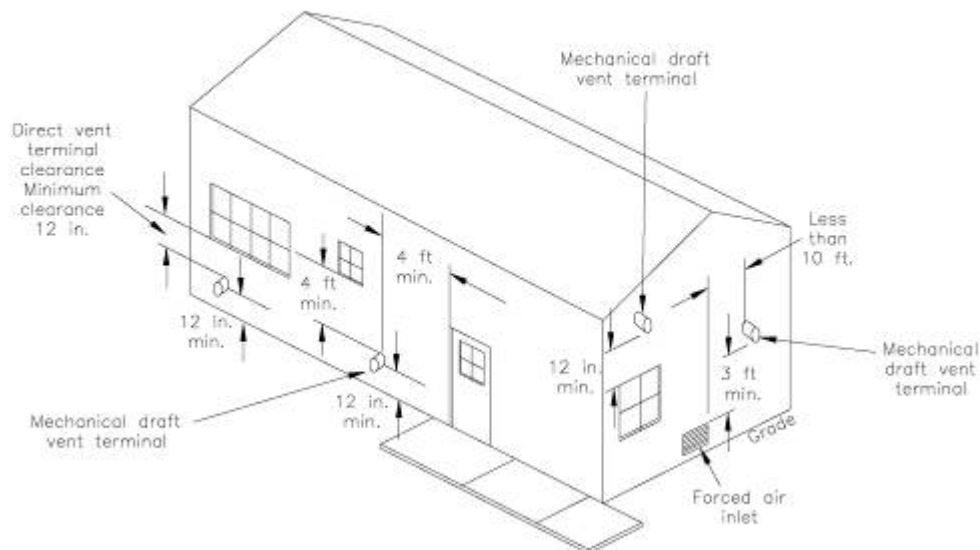 Mechanical draft
vent terminal
Direct vent
terminal
clearance
Minimum
clearance
12 in.
Less
than
10 ft.
4 ft
min.
4 ft
min.
12 in.
min.
12 in.
min.
12 in.
min.
3 ft
min.
Mechanical
draft vent
terminal
Mechanical draft
vent terminal
Grade
Forced air
inlet